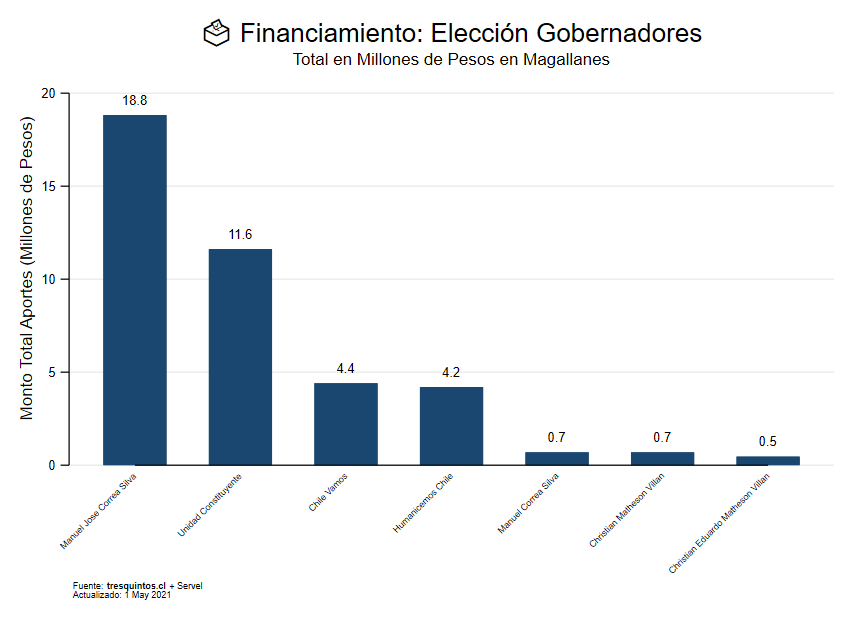 Financiamiento: Elección Gobernadores
Total en Millones de Pesos en Magallanes
Monto Total Aportes (Millones de Pesos)
20
15
10
5
0
18.8
11.6
4.4
4.2
0.7
0.7
0.5
Manuel Jose Correa Silva
Unidad Constituyente
Chile Vamos
Humanicemos Chile
Manuel Correa Silva
Christian Matheson Villan
Christian Eduardo Matheson Villan
Fuente: tresquintos.cl + Servel
Actualizado: 1 May 2021